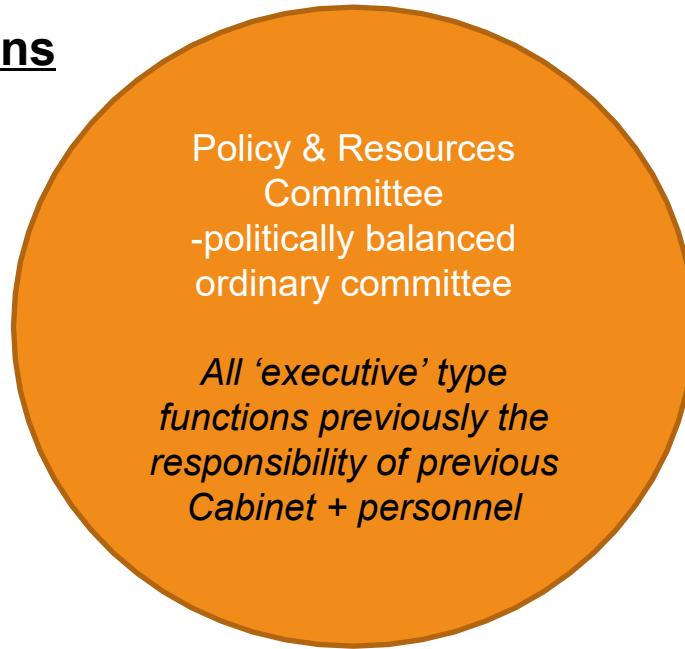 ns
Policy & Resources
Committee
-politically balanced
ordinary committee
All ‘executive’ type
functions previously the
responsibility of previous
Cabinet + personnel